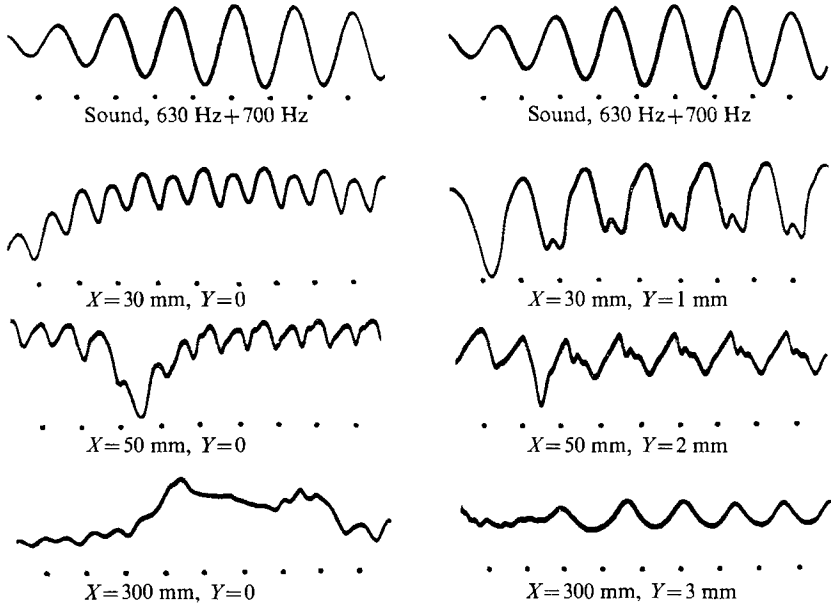 Sound, 630 Hz+700 Hz
Sound, 630 Hz+700 Hz
X=30 mm, Y=0
X=30 mm, Y=1 mm
X=50 mm, Y=0
X=50 mm, Y=2 mm
X=300 mm, Y=0
X=300 mm, Y=3 mm